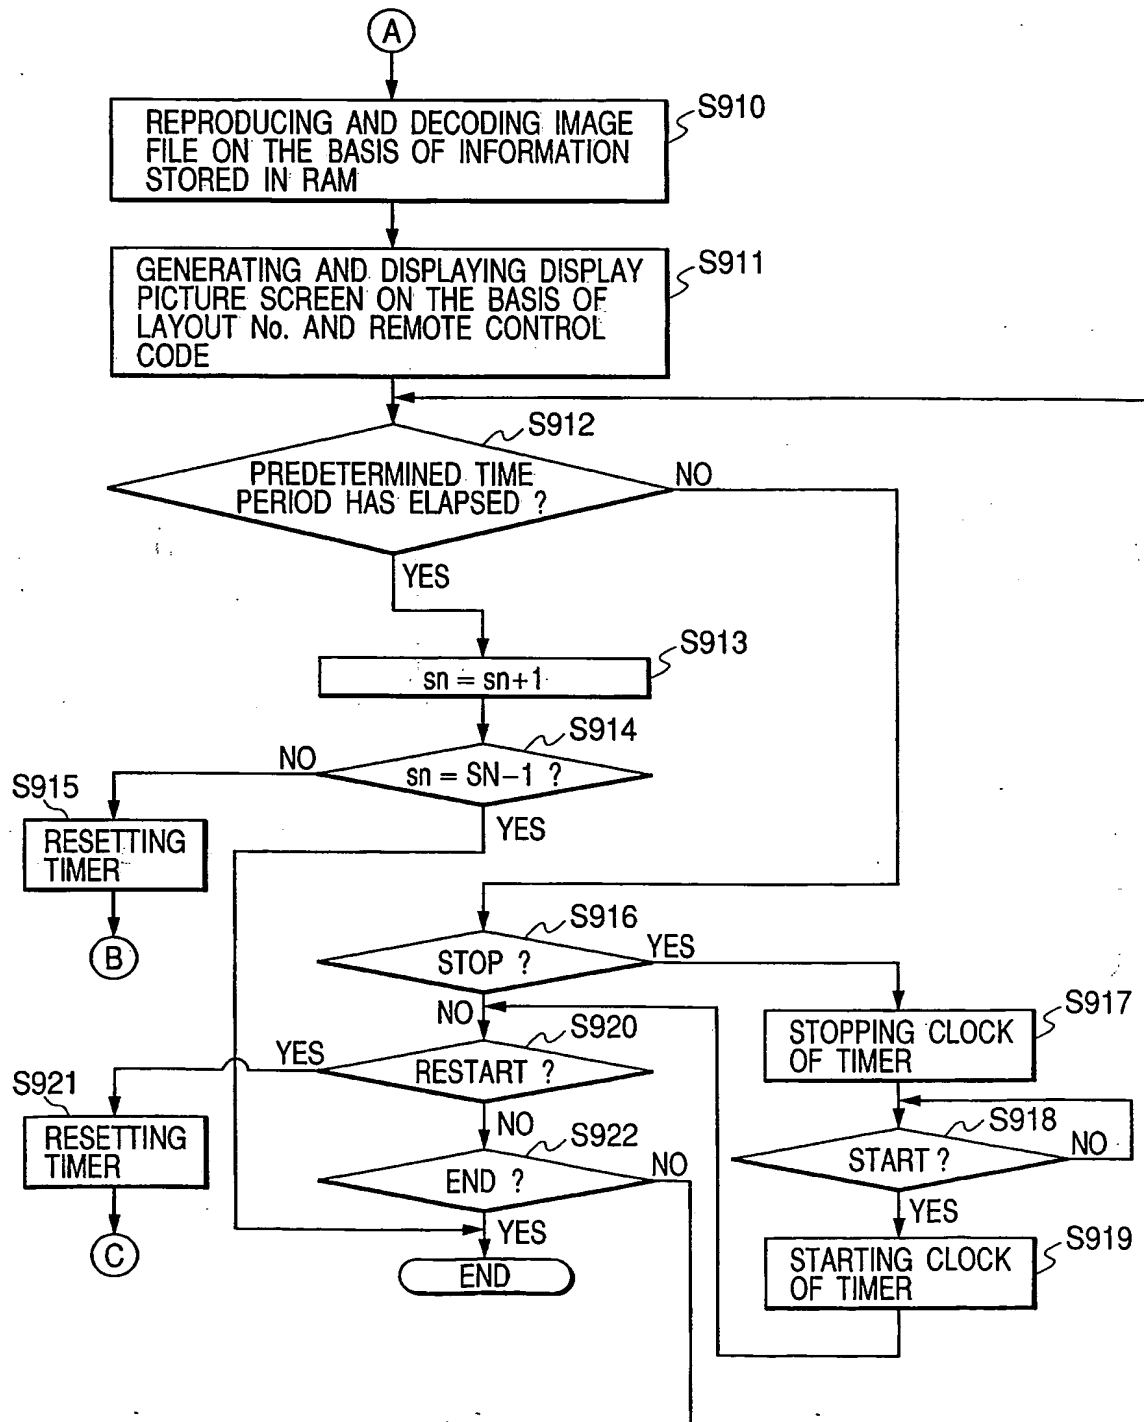 A
REPRODUCING AND DECODING IMAGE
FILE ON THE BASIS OF INFORMATION
STORED IN RAM
S910
GENERATING AND DISPLAYING DISPLAY
PICTURE SCREEN ON THE BASIS OF
LAYOUT No. AND REMOTE CONTROL
CODE
S911
S912
PREDETERMINED TIME
PERIOD HAS ELAPSED ?
NO
YES
S913
sn = sn+1
S914
sn = SN-1 ?
NO
YES
S915
RESETTING
TIMER
B
S916
STOP ?
YES
NO
S917
STOPPING CLOCK
OF TIMER
S920
RESTART ?
YES
NO
S921
RESETTING
TIMER
C
S918
START ?
NO
YES
S922
END ?
NO
YES
END
S919
STARTING CLOCK
OF TIMER